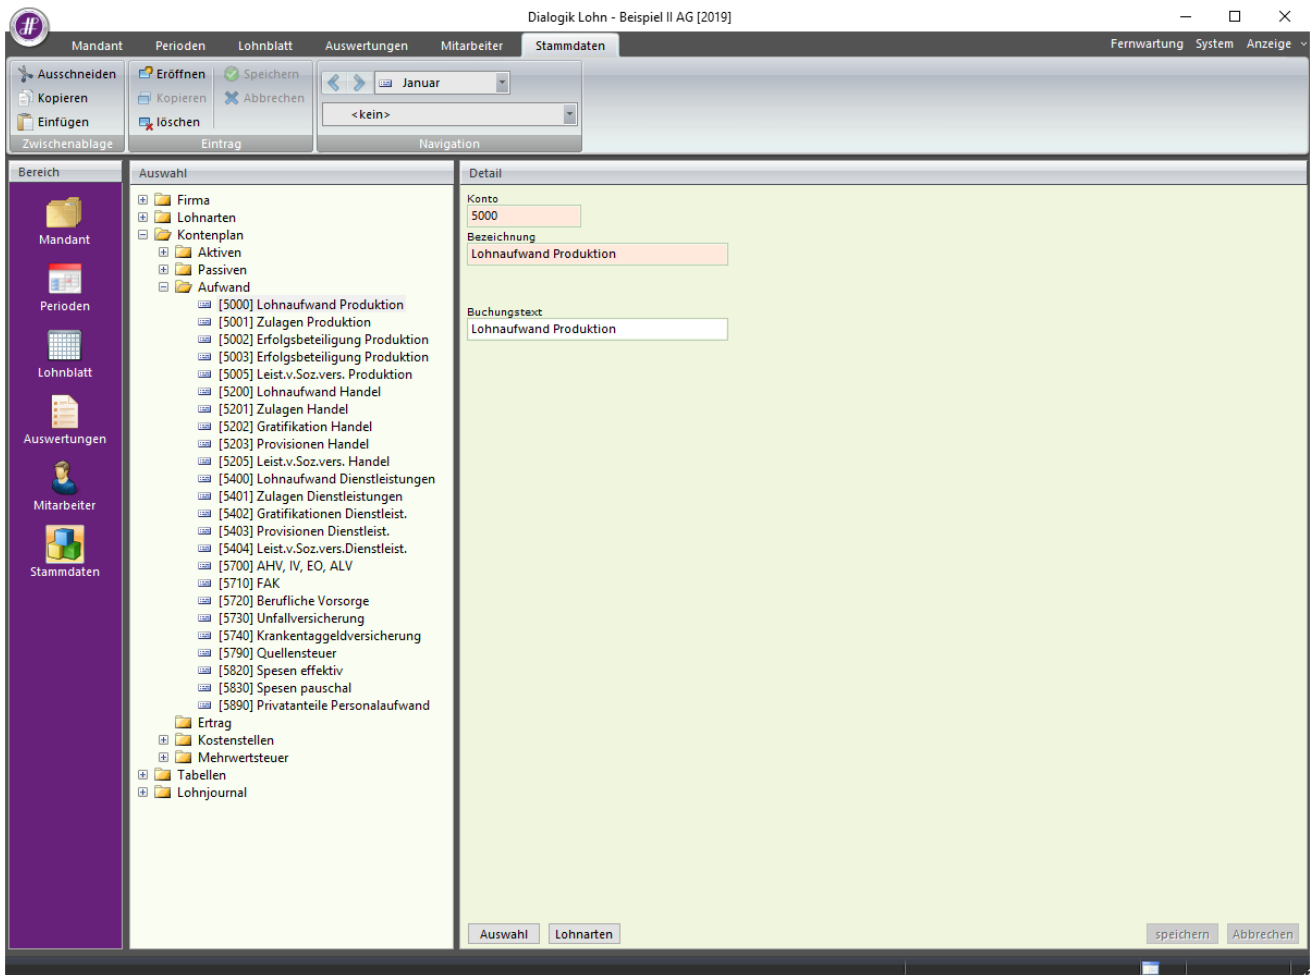 Dialogik Lohn - Beispiel II AG [2019]
Mandant Perioden Lohnblatt Auswertungen Mitarbeiter Stammdaten Fernwartung System Anzeige
Ausschneiden Eröffnen Speichern
Januar
Kopieren Kopieren Abbrechen
<kein>
Einfügen löschen
Zwischenablage Eintrag Navigation
Bereich
Mandant
Perioden
Lohnblatt
Auswertungen
Mitarbeiter
Stammdaten
Auswahl
Firma
Lohnarten
Kontenplan
Aktiven
Passiven
Aufwand
[5000] Lohnaufwand Produktion
[5001] Zulagen Produktion
[5002] Erfolgsbeteiligung Produktion
[5003] Erfolgsbeteiligung Produktion
[5005] Leist.v.Soz.vers. Produktion
[5200] Lohnaufwand Handel
[5201] Zulagen Handel
[5202] Gratifikation Handel
[5203] Provisionen Handel
[5205] Leist.v.Soz.vers. Handel
[5400] Lohnaufwand Dienstleistungen
[5401] Zulagen Dienstleistungen
[5402] Gratifikationen Dienstleist.
[5403] Provisionen Dienstleist.
[5404] Leist.v.Soz.vers.Dienstleist.
[5700] AHV, IV, EO, ALV
[5710] FAK
[5720] Berufliche Vorsorge
[5730] Unfallversicherung
[5740] Krankentaggeldversicherung
[5790] Quellensteuer
[5820] Spesen effektiv
[5830] Spesen pauschal
[5890] Privatanteile Personalaufwand
Ertrag
Kostenstellen
Mehrwertsteuer
Tabellen
Lohnjournal
Detail
Konto
5000
Bezeichnung
Lohnaufwand Produktion
Buchungstext
Lohnaufwand Produktion
Auswahl Lohnarten speichern Abbrechen